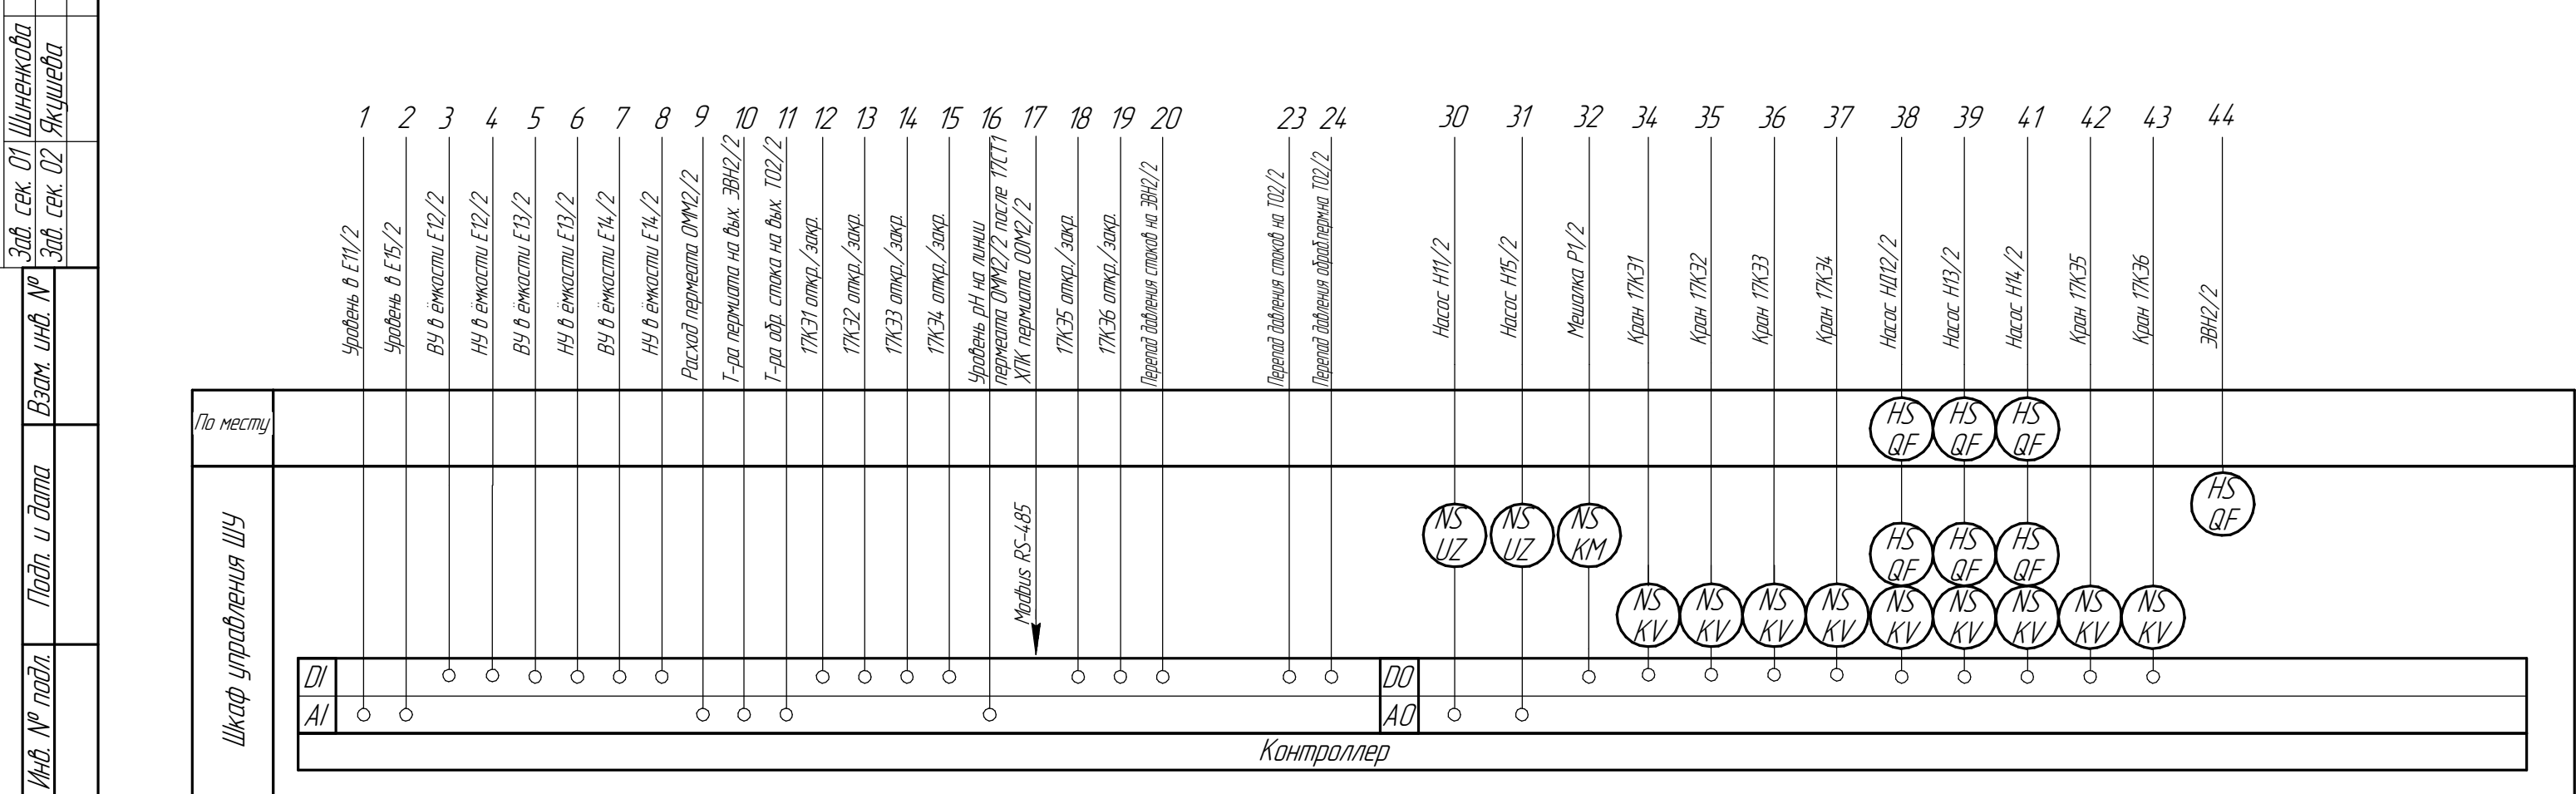 Зав. сек. 01 Шиненкова
Зав. сек. 02 Якушева
Взам. инв. №
Подп. и дата
Инв. № подл.
1 2 3 4 5 6 7 8 9 10 11 12 13 14 15 16 17 18 19 20 23 24 30 31 32 34 35 36 37 38 39 41 42 43 44
Уровень в Е11/2
Уровень в Е15/2
ВУ в ёмкости Е12/2
НУ в ёмкости Е12/2
ВУ в ёмкости Е13/2
НУ в ёмкости Е13/2
ВУ в ёмкости Е14/2
НУ в ёмкости Е14/2
Расход пермеата ОММ2/2
Т-ра пермиата на вых. ЭВН2/2
Т-ра обр. стока на вых. ТО2/2
17К31 откр./закр.
17К32 откр./закр.
17К33 откр./закр.
17К34 откр./закр.
Уровень pH на линии
пермеата ОММ2/2 после 17СТ1
ХПК пермиата ООМ2/2
17К35 откр./закр.
17К36 откр./закр.
Перепад давления стоков на ЭВН2/2
Перепад давления стоков на ТО2/2
Перепад давления обраблермна ТО2/2
Насос Н11/2
Насос Н15/2
Мешалка Р1/2
Кран 17К31
Кран 17К32
Кран 17К33
Кран 17К34
Насос НД12/2
Насос Н13/2
Насос Н14/2
Кран 17К35
Кран 17К36
ЭВН2/2
По месту
HS QF
HS QF
HS QF
Шкаф управления ШУ
Modbus RS-485
HS QF
NS UZ
NS UZ
NS KM
HS QF
HS QF
HS QF
NS KV
NS KV
NS KV
NS KV
NS KV
NS KV
NS KV
NS KV
NS KV
DI
DO
AI
AO
Контроллер